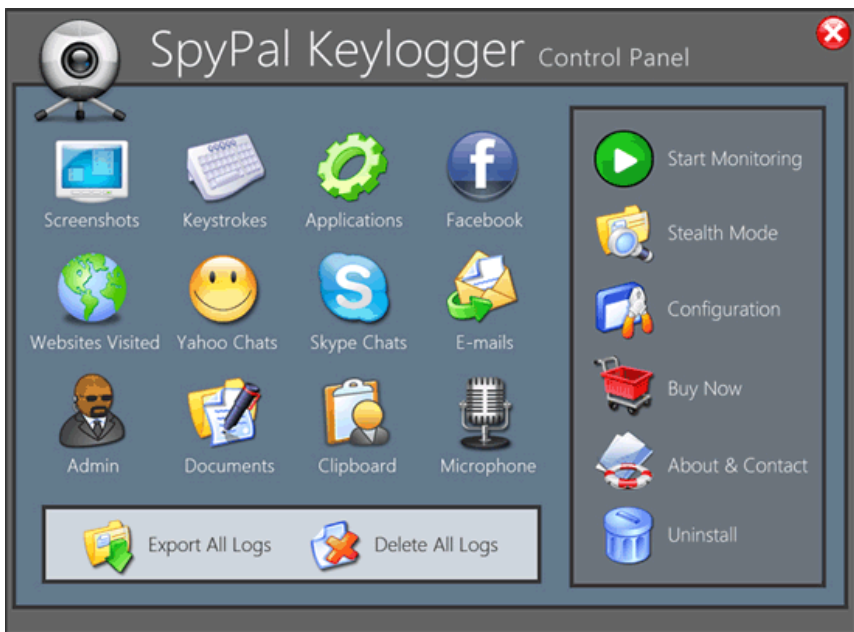 SpyPal Keylogger Control Panel
Screenshots
Keystrokes
Applications
Facebook
Websites Visited
Yahoo Chats
Skype Chats
E-mails
Admin
Documents
Clipboard
Microphone
Export All Logs
Delete All Logs
Start Monitoring
Stealth Mode
Configuration
Buy Now
About & Contact
Uninstall